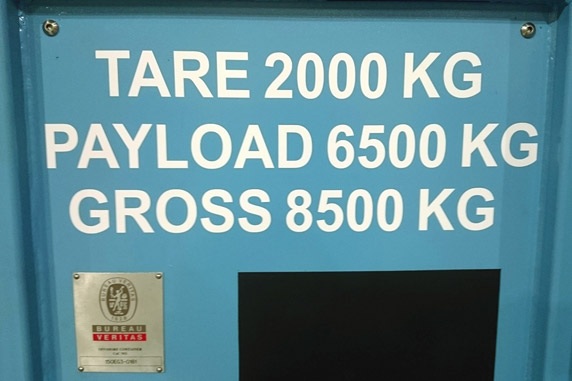 TARE 2000 KG
PAYLOAD 6500 KG
GROSS 8500 KG
BUREAU
VERITAS